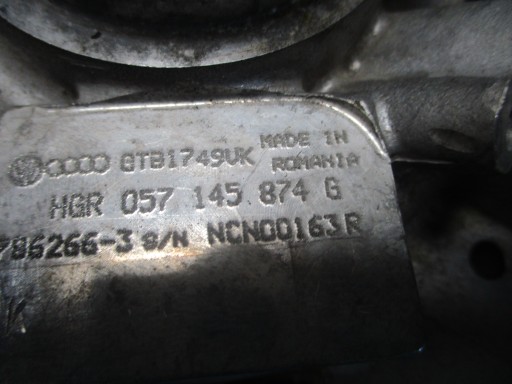 GTB1749VK MADE IN ROMANIA
HGR 057 145 874 G
786266-3 S/N NCN00163R